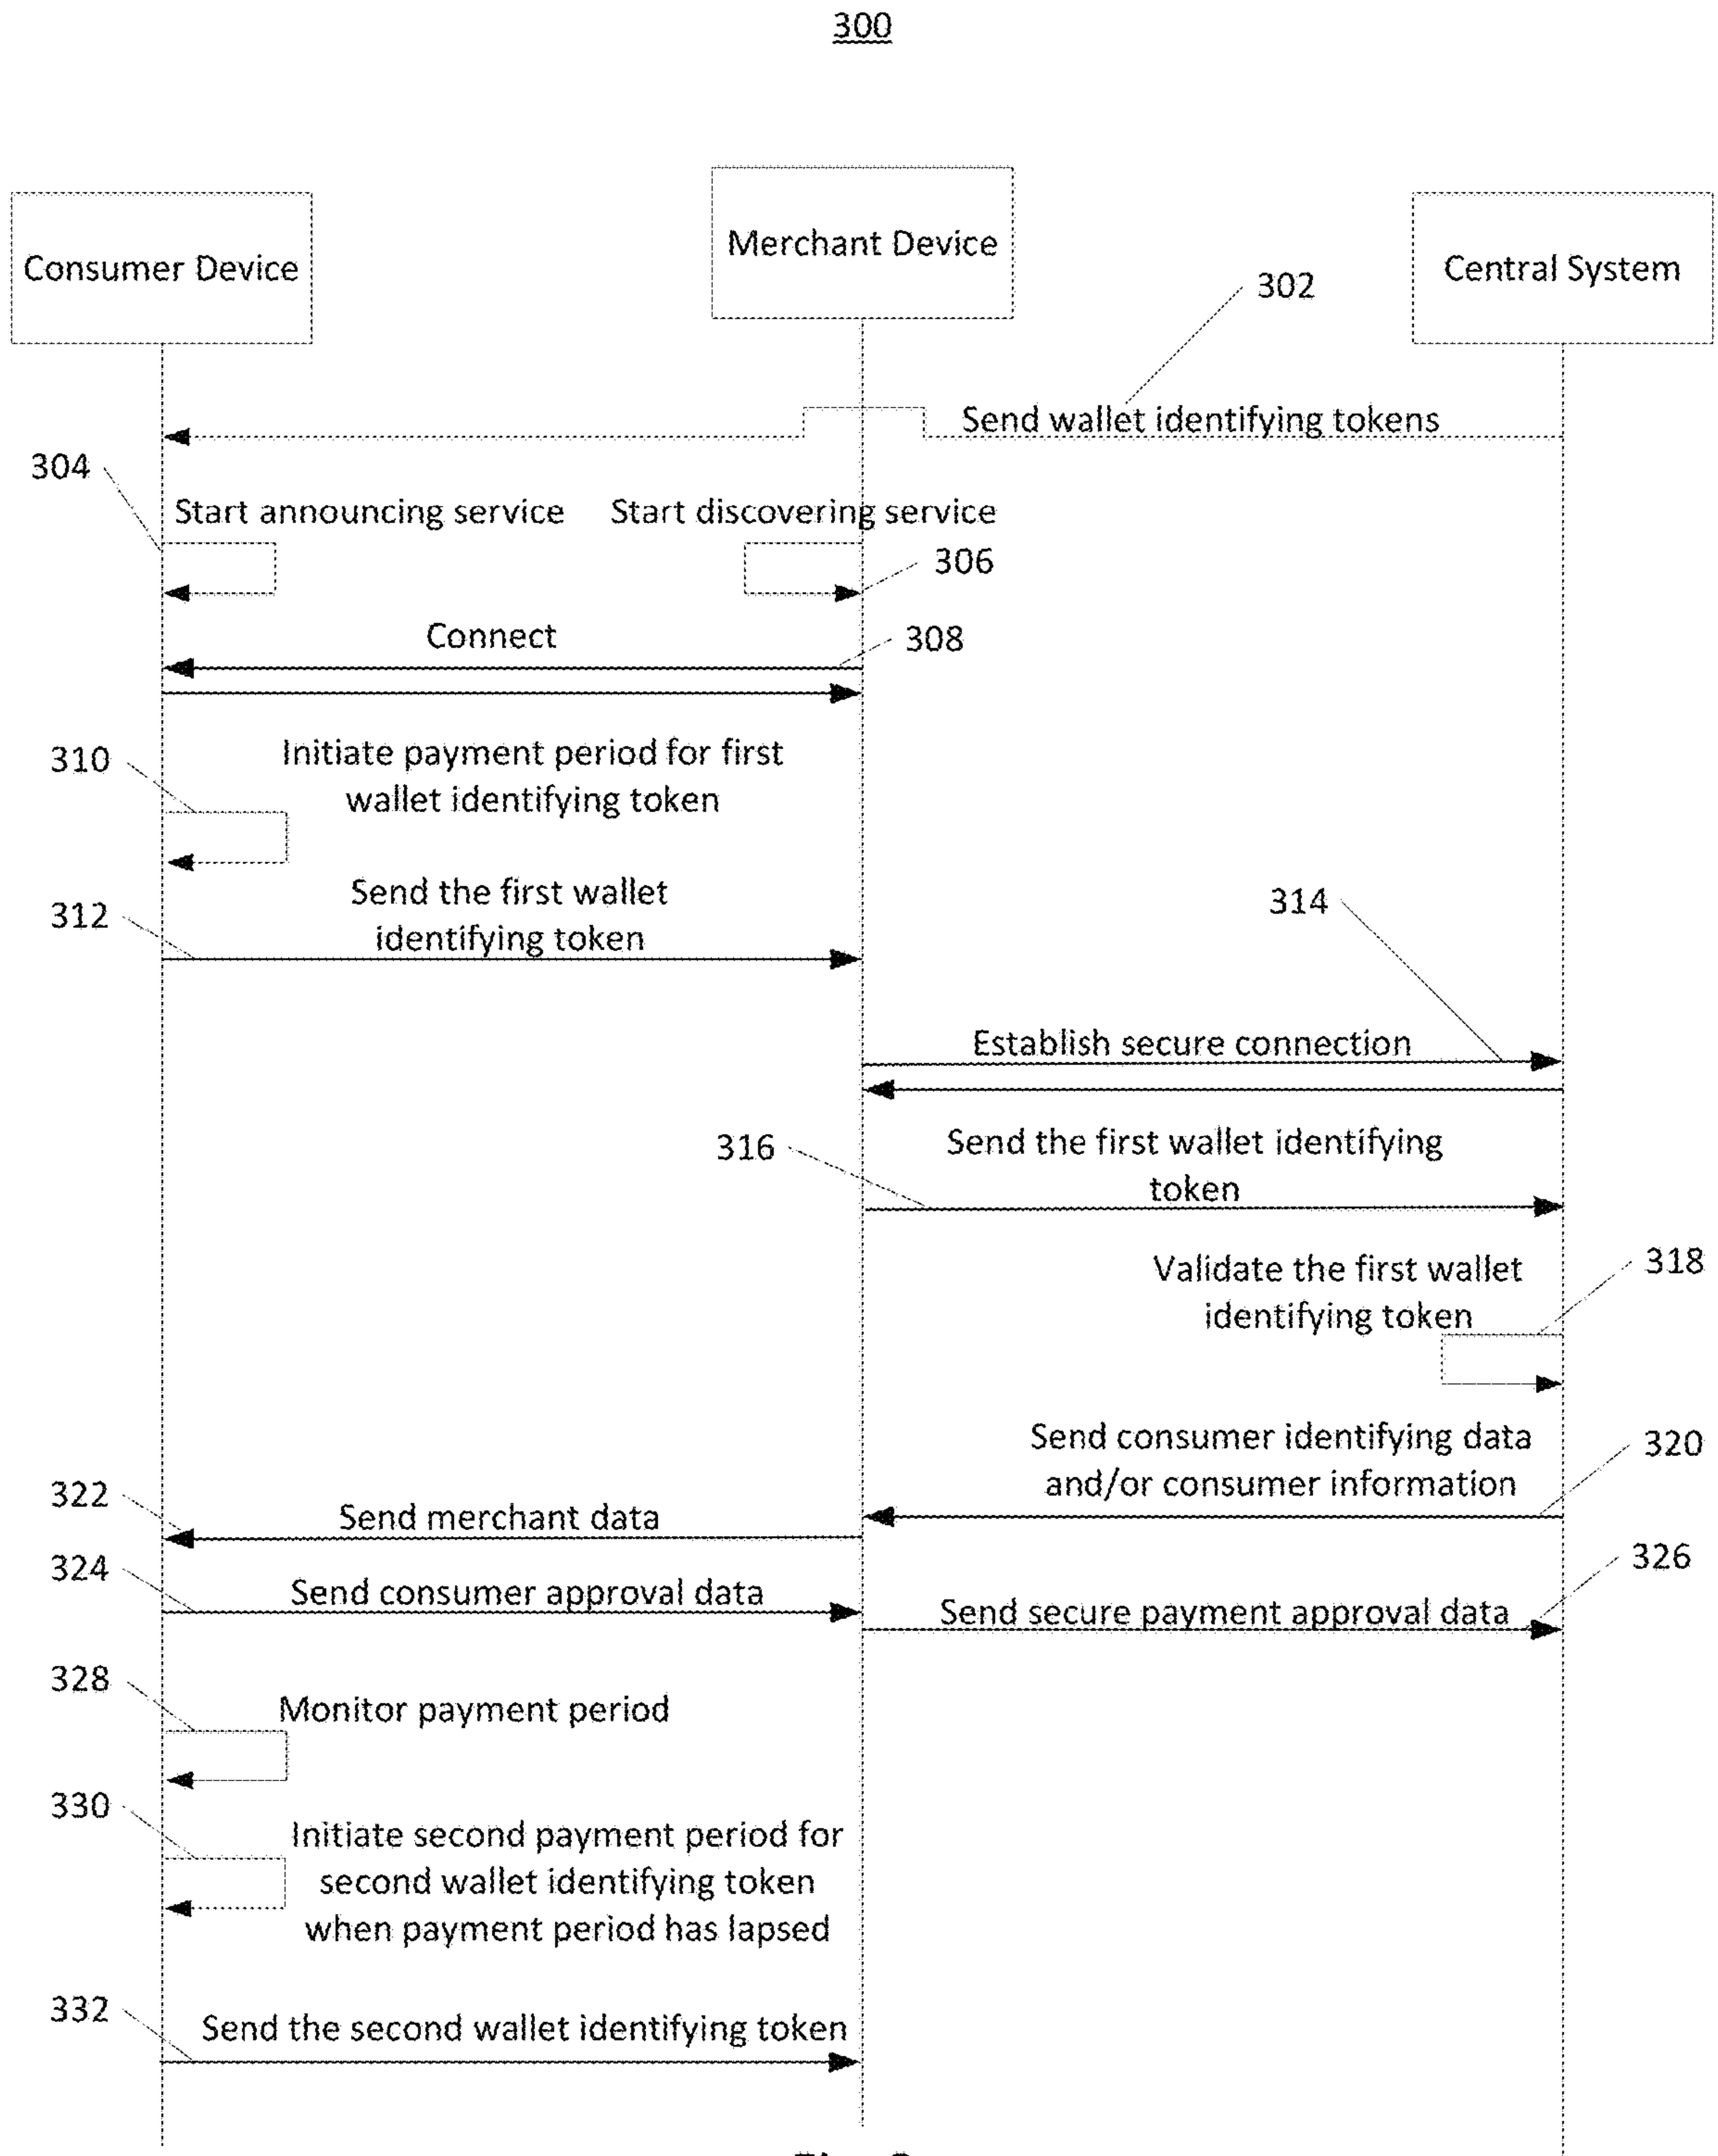 300
Consumer Device
Merchant Device
Central System
302
Send wallet identifying tokens
304
Start announcing service
Start discovering service
306
Connect
308
310
Initiate payment period for first
wallet identifying token
312
Send the first wallet
identifying token
314
Establish secure connection
316
Send the first wallet identifying
token
Validate the first wallet
identifying token
318
Send consumer identifying data
and/or consumer information
320
322
Send merchant data
324
Send consumer approval data
326
Send secure payment approval data
328
Monitor payment period
330
Initiate second payment period for
second wallet identifying token
when payment period has lapsed
332
Send the second wallet identifying token